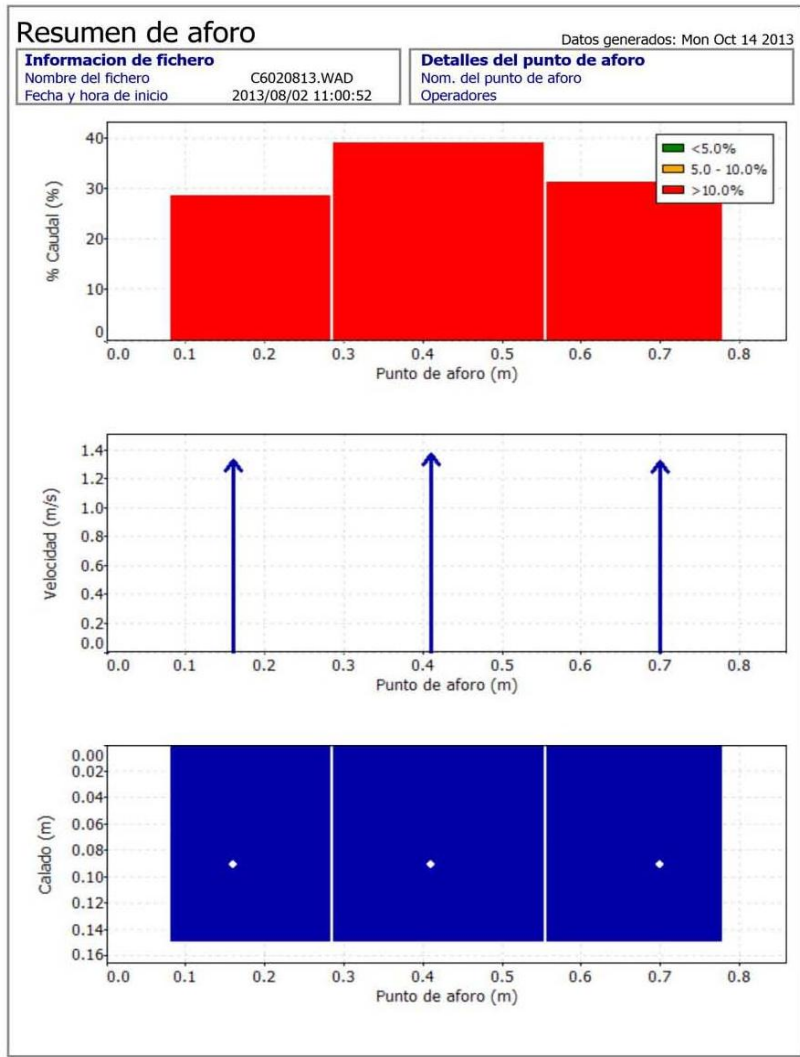 Resumen de aforo
Datos generados: Mon Oct 14 2013
Informacion de fichero
Nombre del fichero C6020813.WAD
Fecha y hora de inicio 2013/08/02 11:00:52
Detalles del punto de aforo
Nom. del punto de aforo
Operadores
% Caudal (%)
40
30
20
10
0
<5.0%
5.0 - 10.0%
>10.0%
0.0 0.1 0.2 0.3 0.4 0.5 0.6 0.7 0.8
Punto de aforo (m)
Velocidad (m/s)
1.4
1.2
1.0
0.8
0.6
0.4
0.2
0.0
0.0 0.1 0.2 0.3 0.4 0.5 0.6 0.7 0.8
Punto de aforo (m)
Calado (m)
0.00
0.02
0.04
0.06
0.08
0.10
0.12
0.14
0.16
0.0 0.1 0.2 0.3 0.4 0.5 0.6 0.7 0.8
Punto de aforo (m)